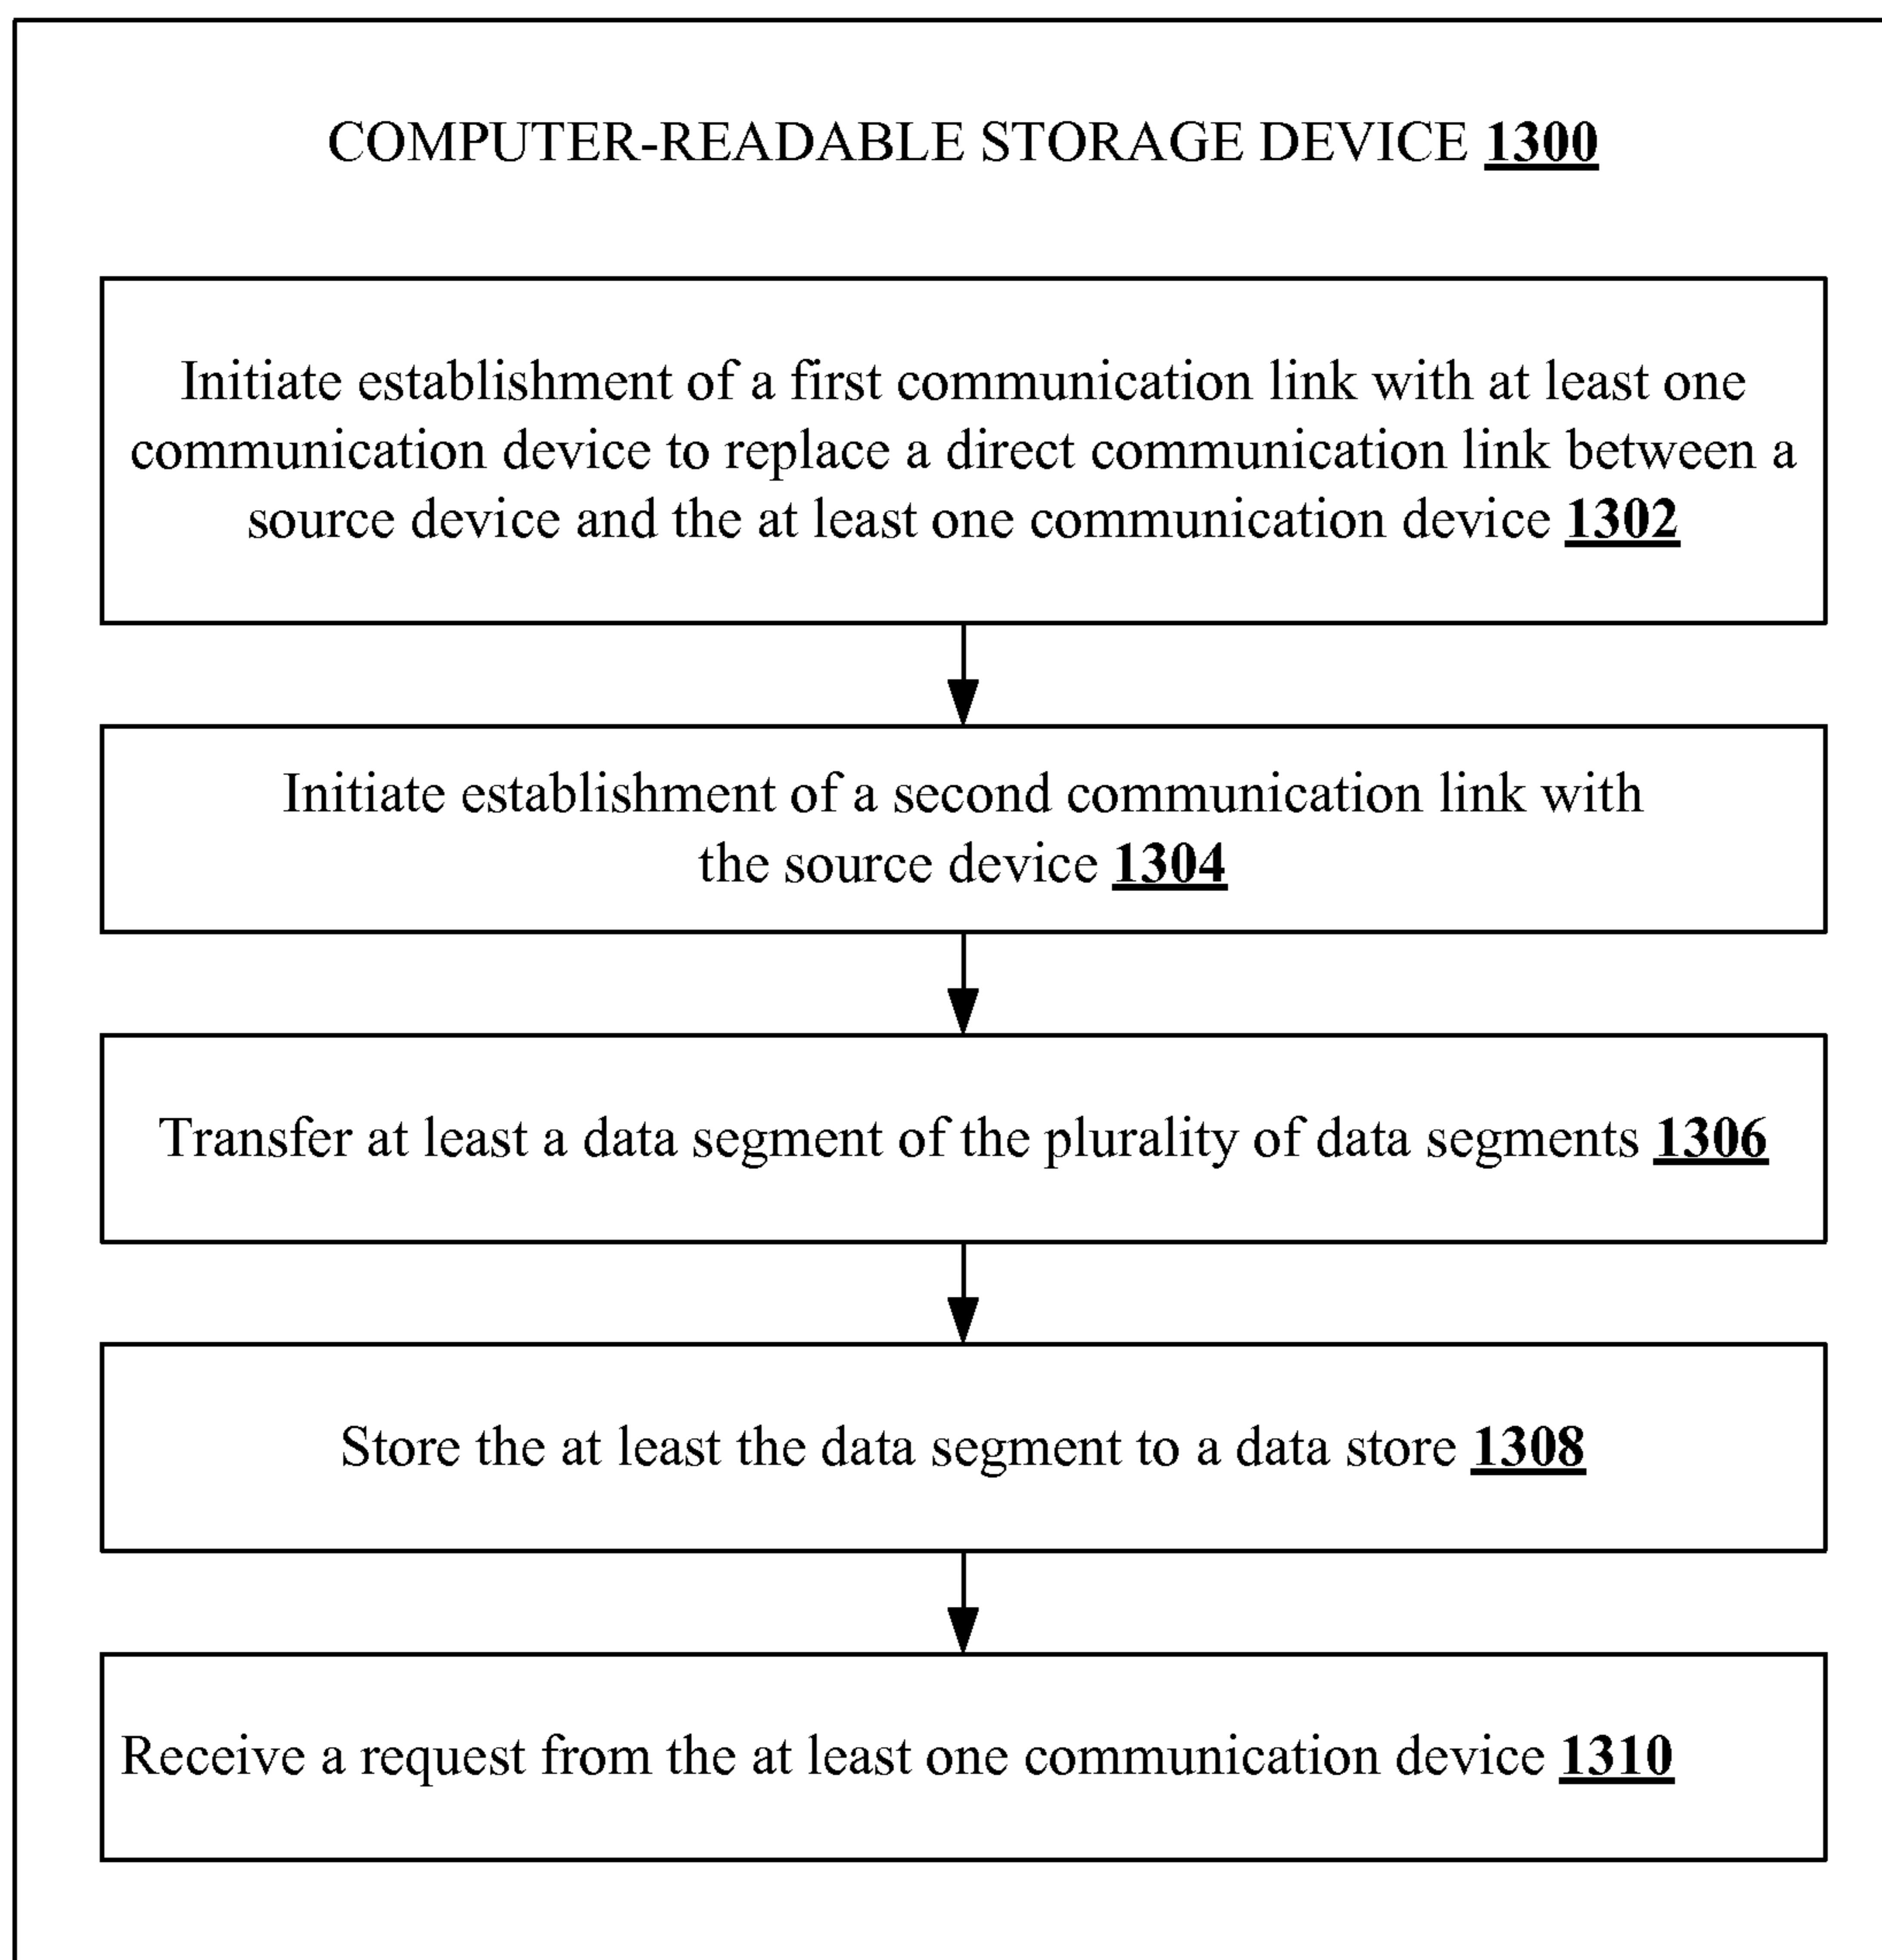 COMPUTER-READABLE STORAGE DEVICE 1300
Initiate establishment of a first communication link with at least one
communication device to replace a direct communication link between a
source device and the at least one communication device 1302
Initiate establishment of a second communication link with
the source device 1304
Transfer at least a data segment of the plurality of data segments 1306
Store the at least the data segment to a data store 1308
Receive a request from the at least one communication device 1310